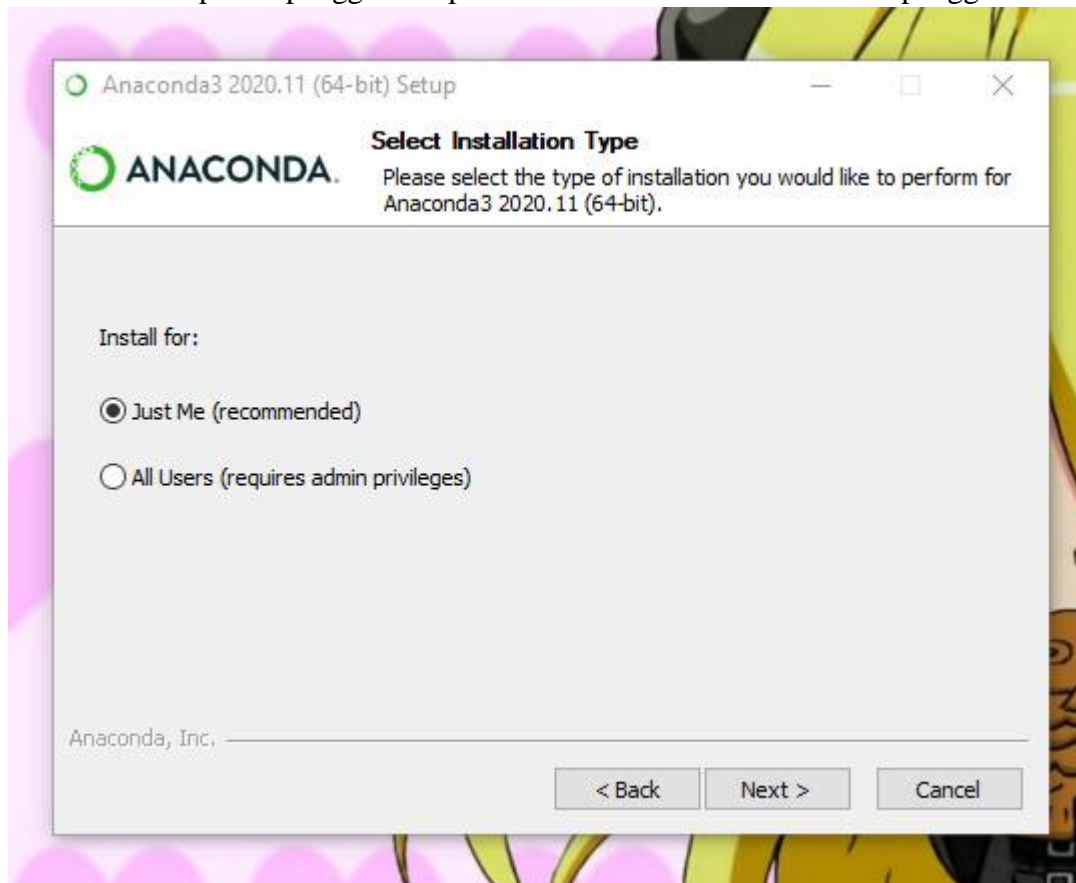 Anaconda3 2020.11 (64-bit) Setup
ANACONDA.
Select Installation Type
Please select the type of installation you would like to perform for
Anaconda3 2020.11 (64-bit).
Install for:
Just Me (recommended)
All Users (requires admin privileges)
Anaconda, Inc.
< Back Next > Cancel